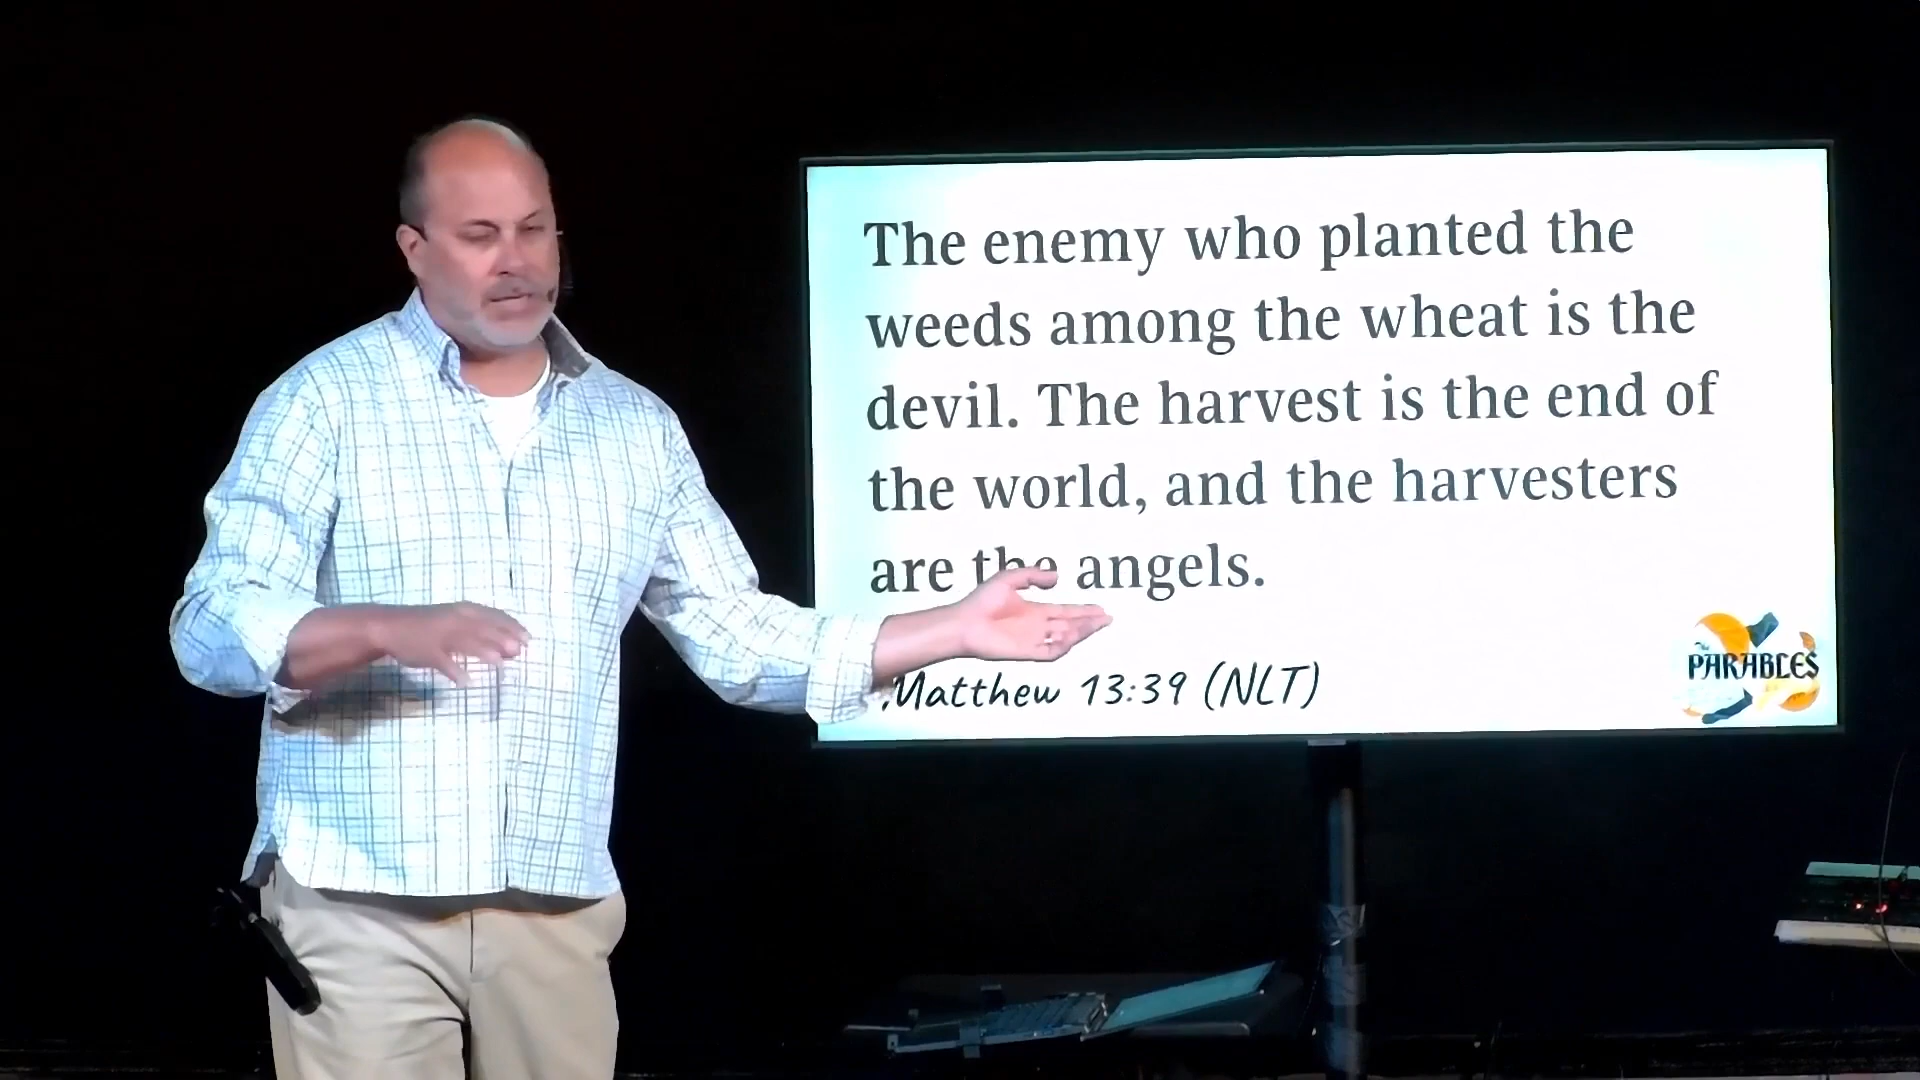 The enemy who planted the
weeds among the wheat is the
devil. The harvest is the end of
the world, and the harvesters
are the angels.
Matthew 13:39 (NLT)
The
PARABLES